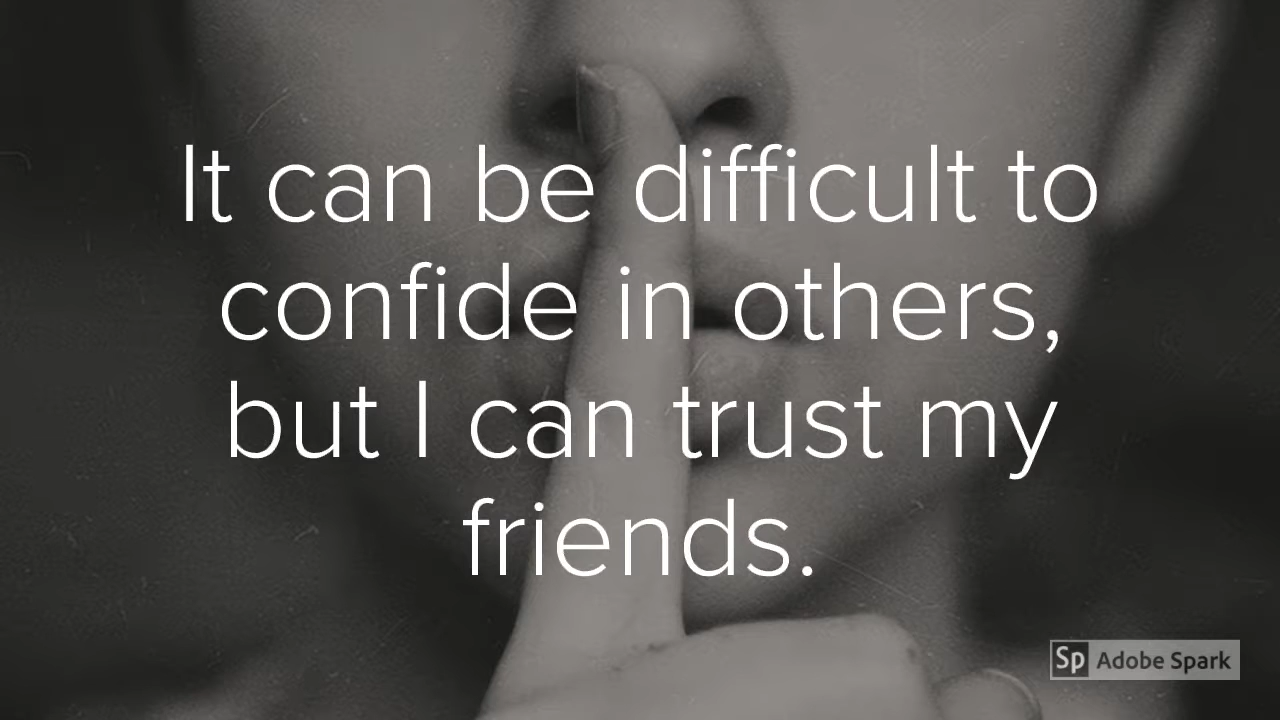 It can be difficult to
confide in others,
but I can trust my
friends.
Sp Adobe Spark